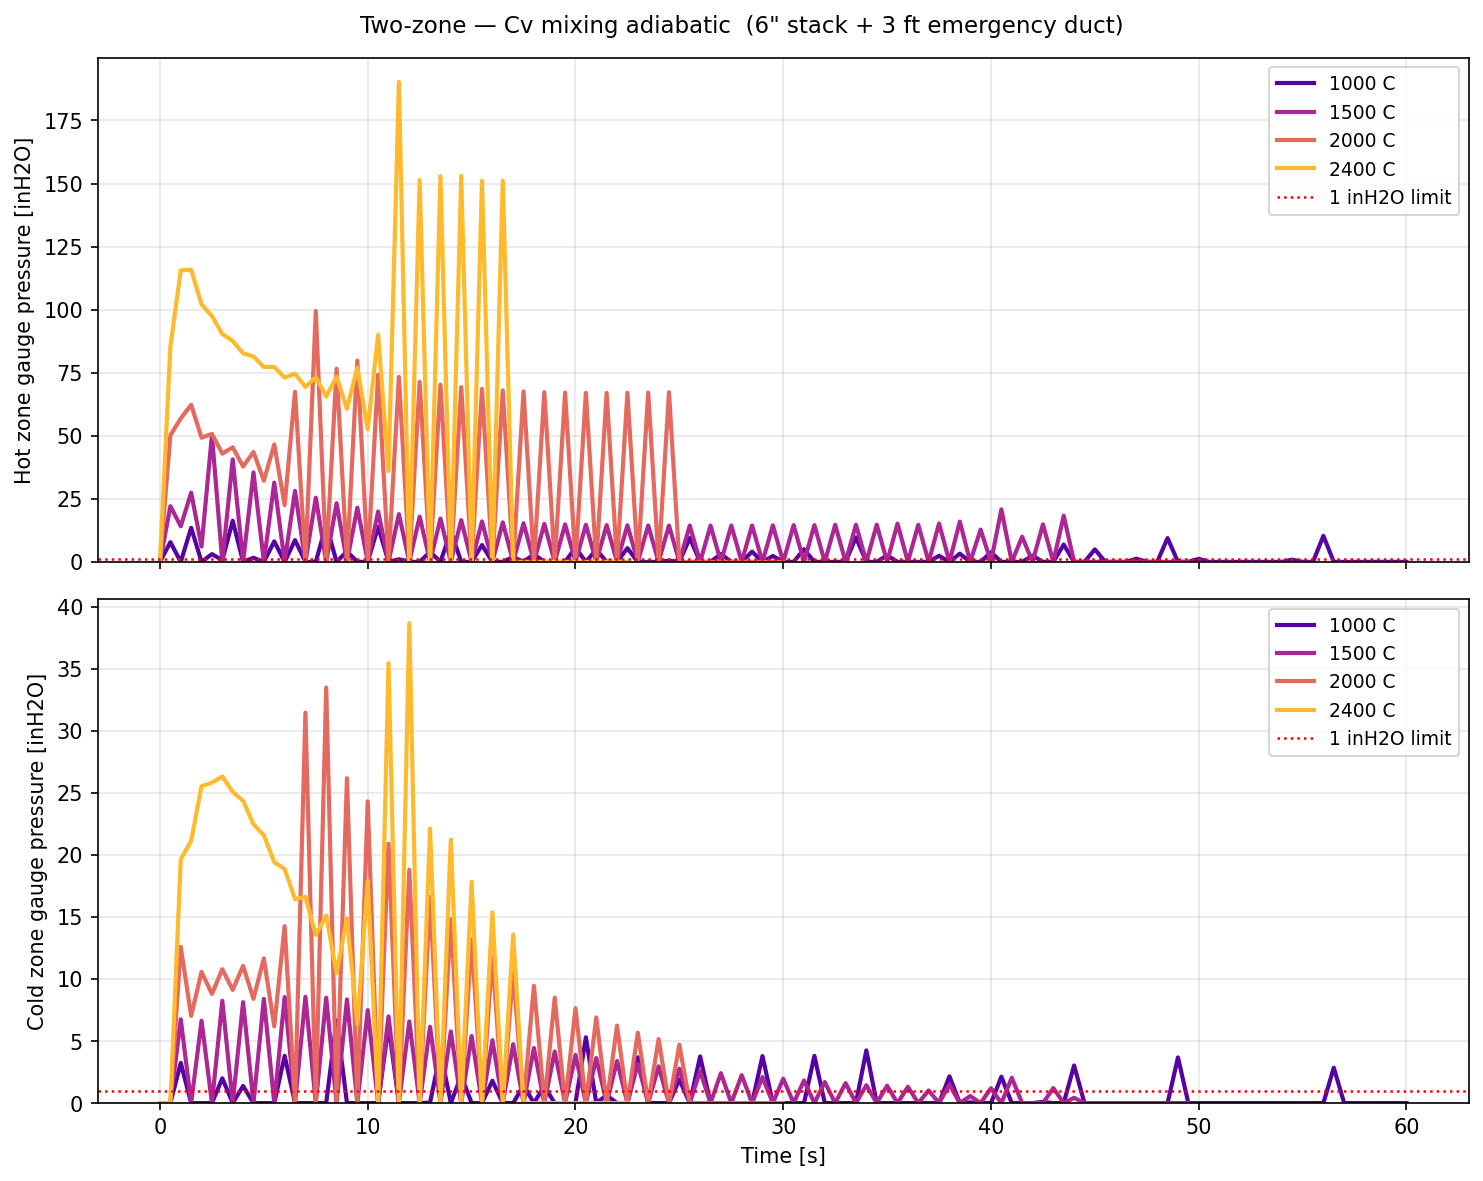 Two-zone — Cv mixing adiabatic  (6" stack + 3 ft emergency duct)
Hot zone gauge pressure [inH2O]
175
150
125
100
75
50
25
0
1000 C
1500 C
2000 C
2400 C
1 inH2O limit
Cold zone gauge pressure [inH2O]
40
35
30
25
20
15
10
5
0
1000 C
1500 C
2000 C
2400 C
1 inH2O limit
0
10
20
30
40
50
60
Time [s]